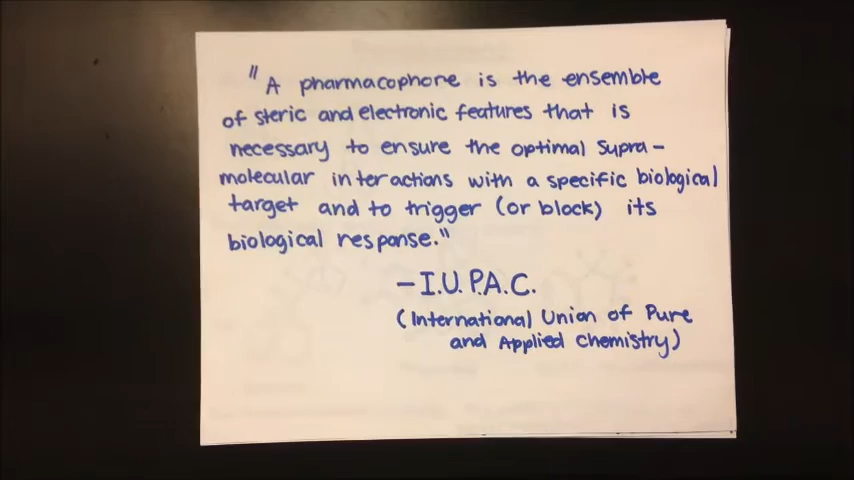 "A pharmacophore is the ensemble
of steric and electronic features that is
necessary to ensure the optimal supra-
molecular interactions with a specific biological
target and to trigger (or block) its
biological response."
- I.U.P.A.C.
(International Union of Pure
and Applied Chemistry)